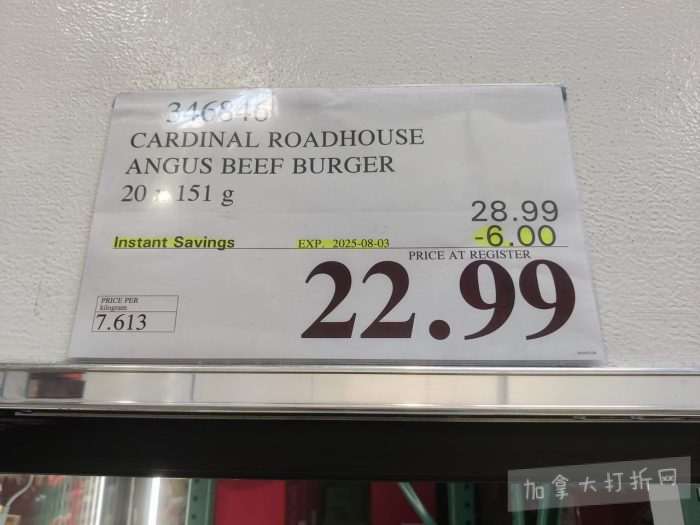 346846
CARDINAL ROADHOUSE
ANGUS BEEF BURGER
20 x 151 g
28.99
Instant Savings EXP. 2025-08-03 -6.00
PRICE AT REGISTER
22.99
PRICE PER
kilogram
7.613
加拿大打折网